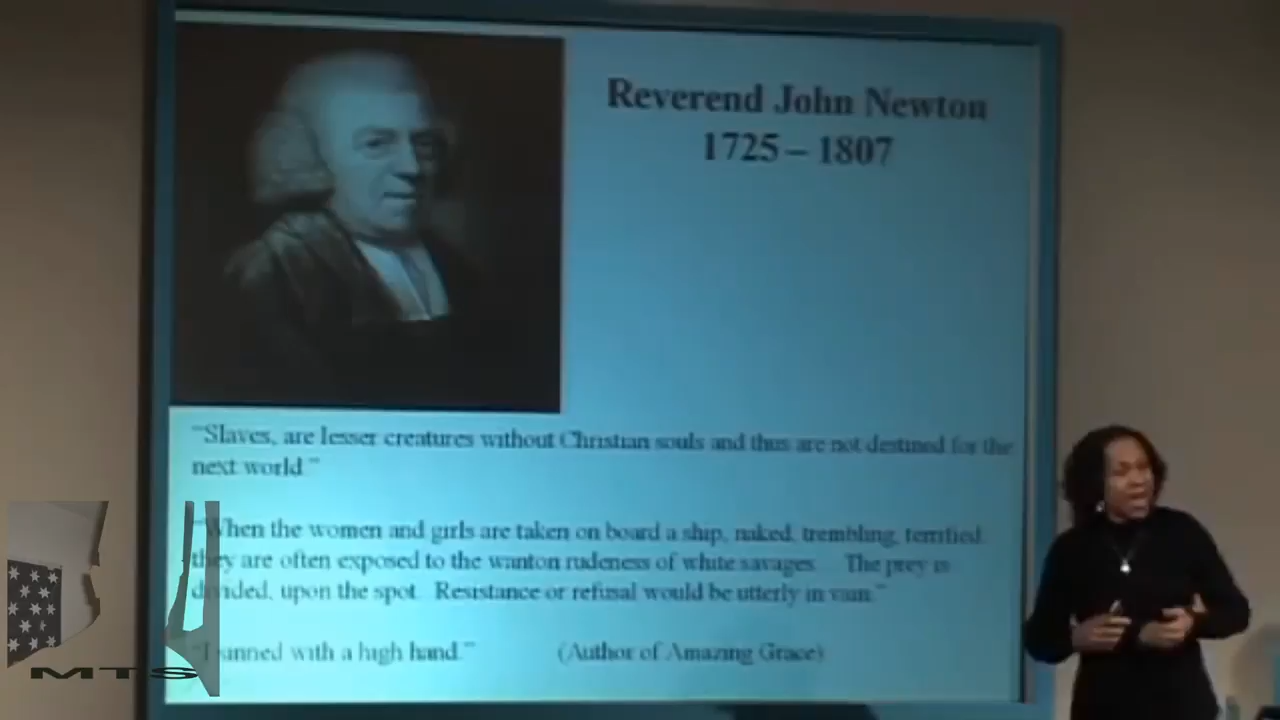 Reverend John Newton
1725 – 1807
"Slaves, are lesser creatures without Christian souls and thus are not destined for the
next world."
"When the women and girls are taken on board a ship, naked, trembling, terrified,
they are often exposed to the wanton rudeness of white savages. The prey is
divided, upon the spot. Resistance or refusal would be utterly in vain."
"I sinned with a high hand." (Author of Amazing Grace)
MTS